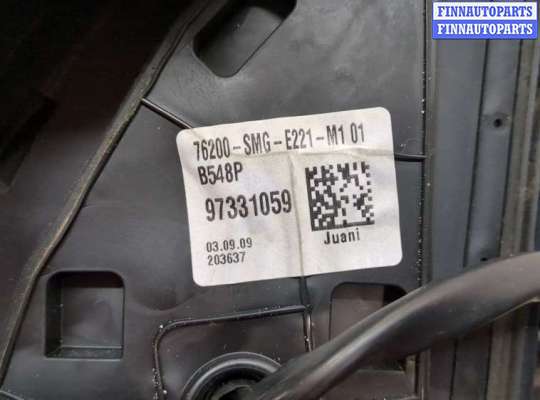 FINNAUTOPARTS
FINNAUTOPARTS
76200-SMG-E221-M1 01
B548P
97331059
03.09.09
203637
Juani